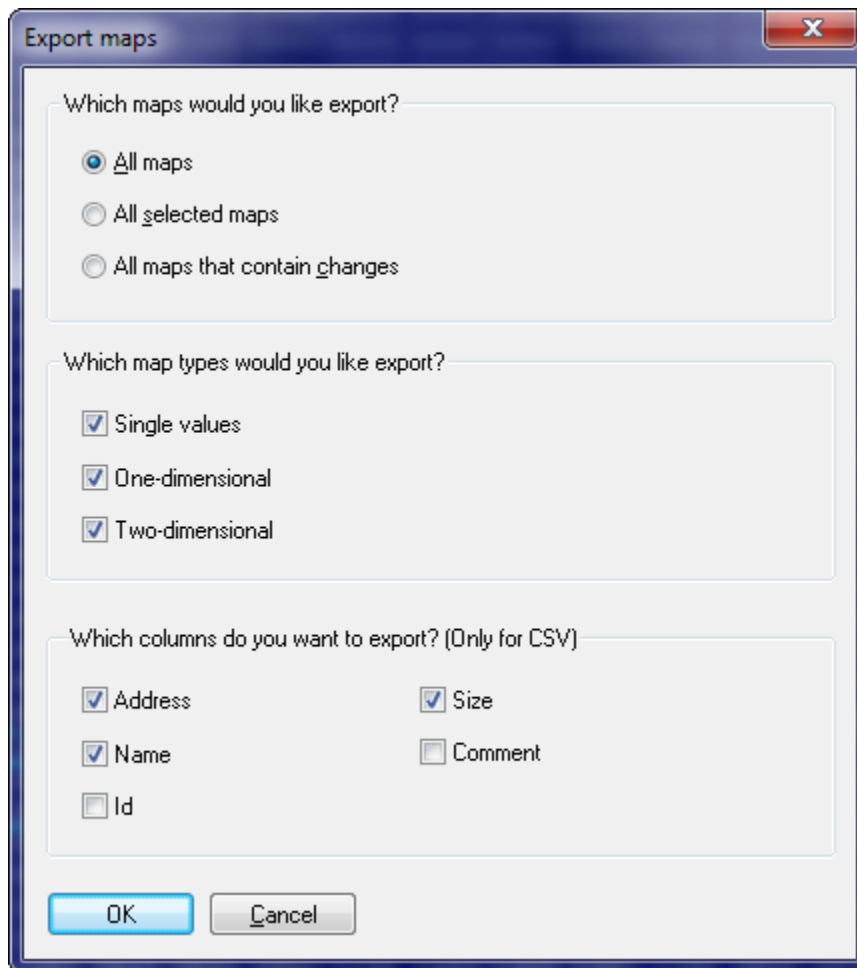 Export maps
Which maps would you like export?
All maps
All selected maps
All maps that contain changes
Which map types would you like export?
Single values
One-dimensional
Two-dimensional
Which columns do you want to export? (Only for CSV)
Address Size
Name Comment
Id
OK Cancel